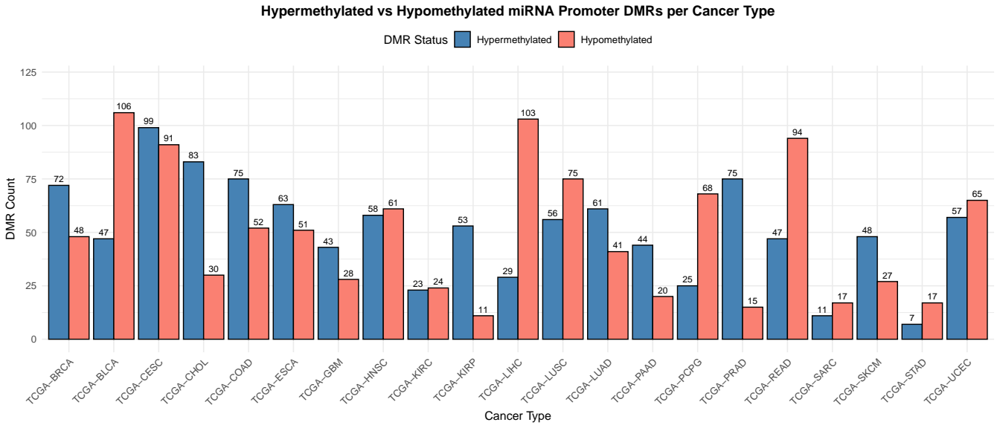 Hypermethylated vs Hypomethylated miRNA Promoter DMRs per Cancer Type
DMR Status Hypermethylated Hypomethylated
DMR Count
125
100
75
50
25
0
72 48
47 106
99 91
83 30
75 52
63 51
43 28
58 61
23 24
53 11
29 103
56 75
61 41
44 20
25 68
75 15
47 94
11 17
48 27
7 17
57 65
TCGA−BRCA
TCGA−BLCA
TCGA−CESC
TCGA−CHOL
TCGA−COAD
TCGA−ESCA
TCGA−GBM
TCGA−HNSC
TCGA−KIRC
TCGA−KIRP
TCGA−LIHC
TCGA−LUSC
TCGA−LUAD
TCGA−PAAD
TCGA−PCPG
TCGA−PRAD
TCGA−READ
TCGA−SARC
TCGA−SKCM
TCGA−STAD
TCGA−UCEC
Cancer Type